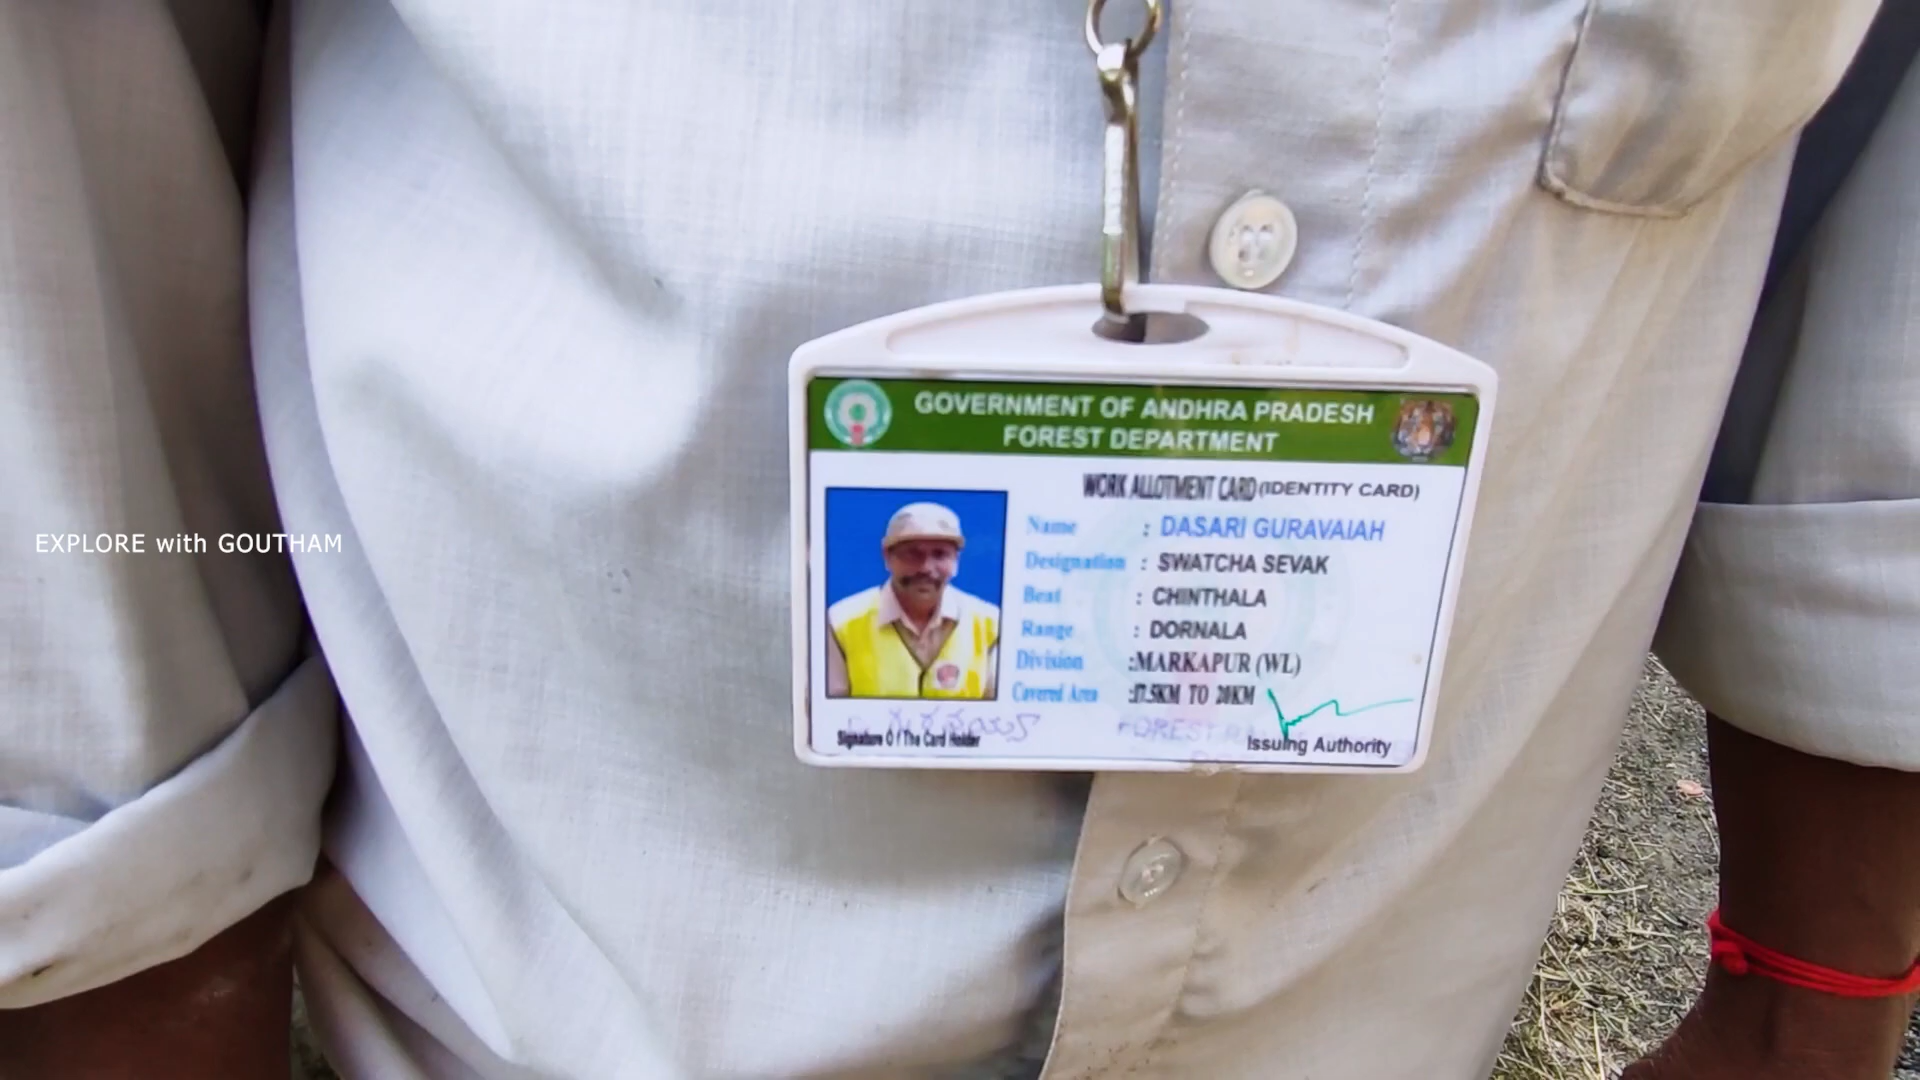 EXPLORE with GOUTHAM
GOVERNMENT OF ANDHRA PRADESH
FOREST DEPARTMENT
WORK ALLOTMENT CARD (IDENTITY CARD)
Name : DASARI GURAVAIAH
Designation : SWATCHA SEVAK
Beat : CHINTHALA
Range : DORNALA
Division :MARKAPUR (WL)
Covered Area :17.5KM TO 20KM
FOREST
Signature Of The Card Holder
Issuing Authority